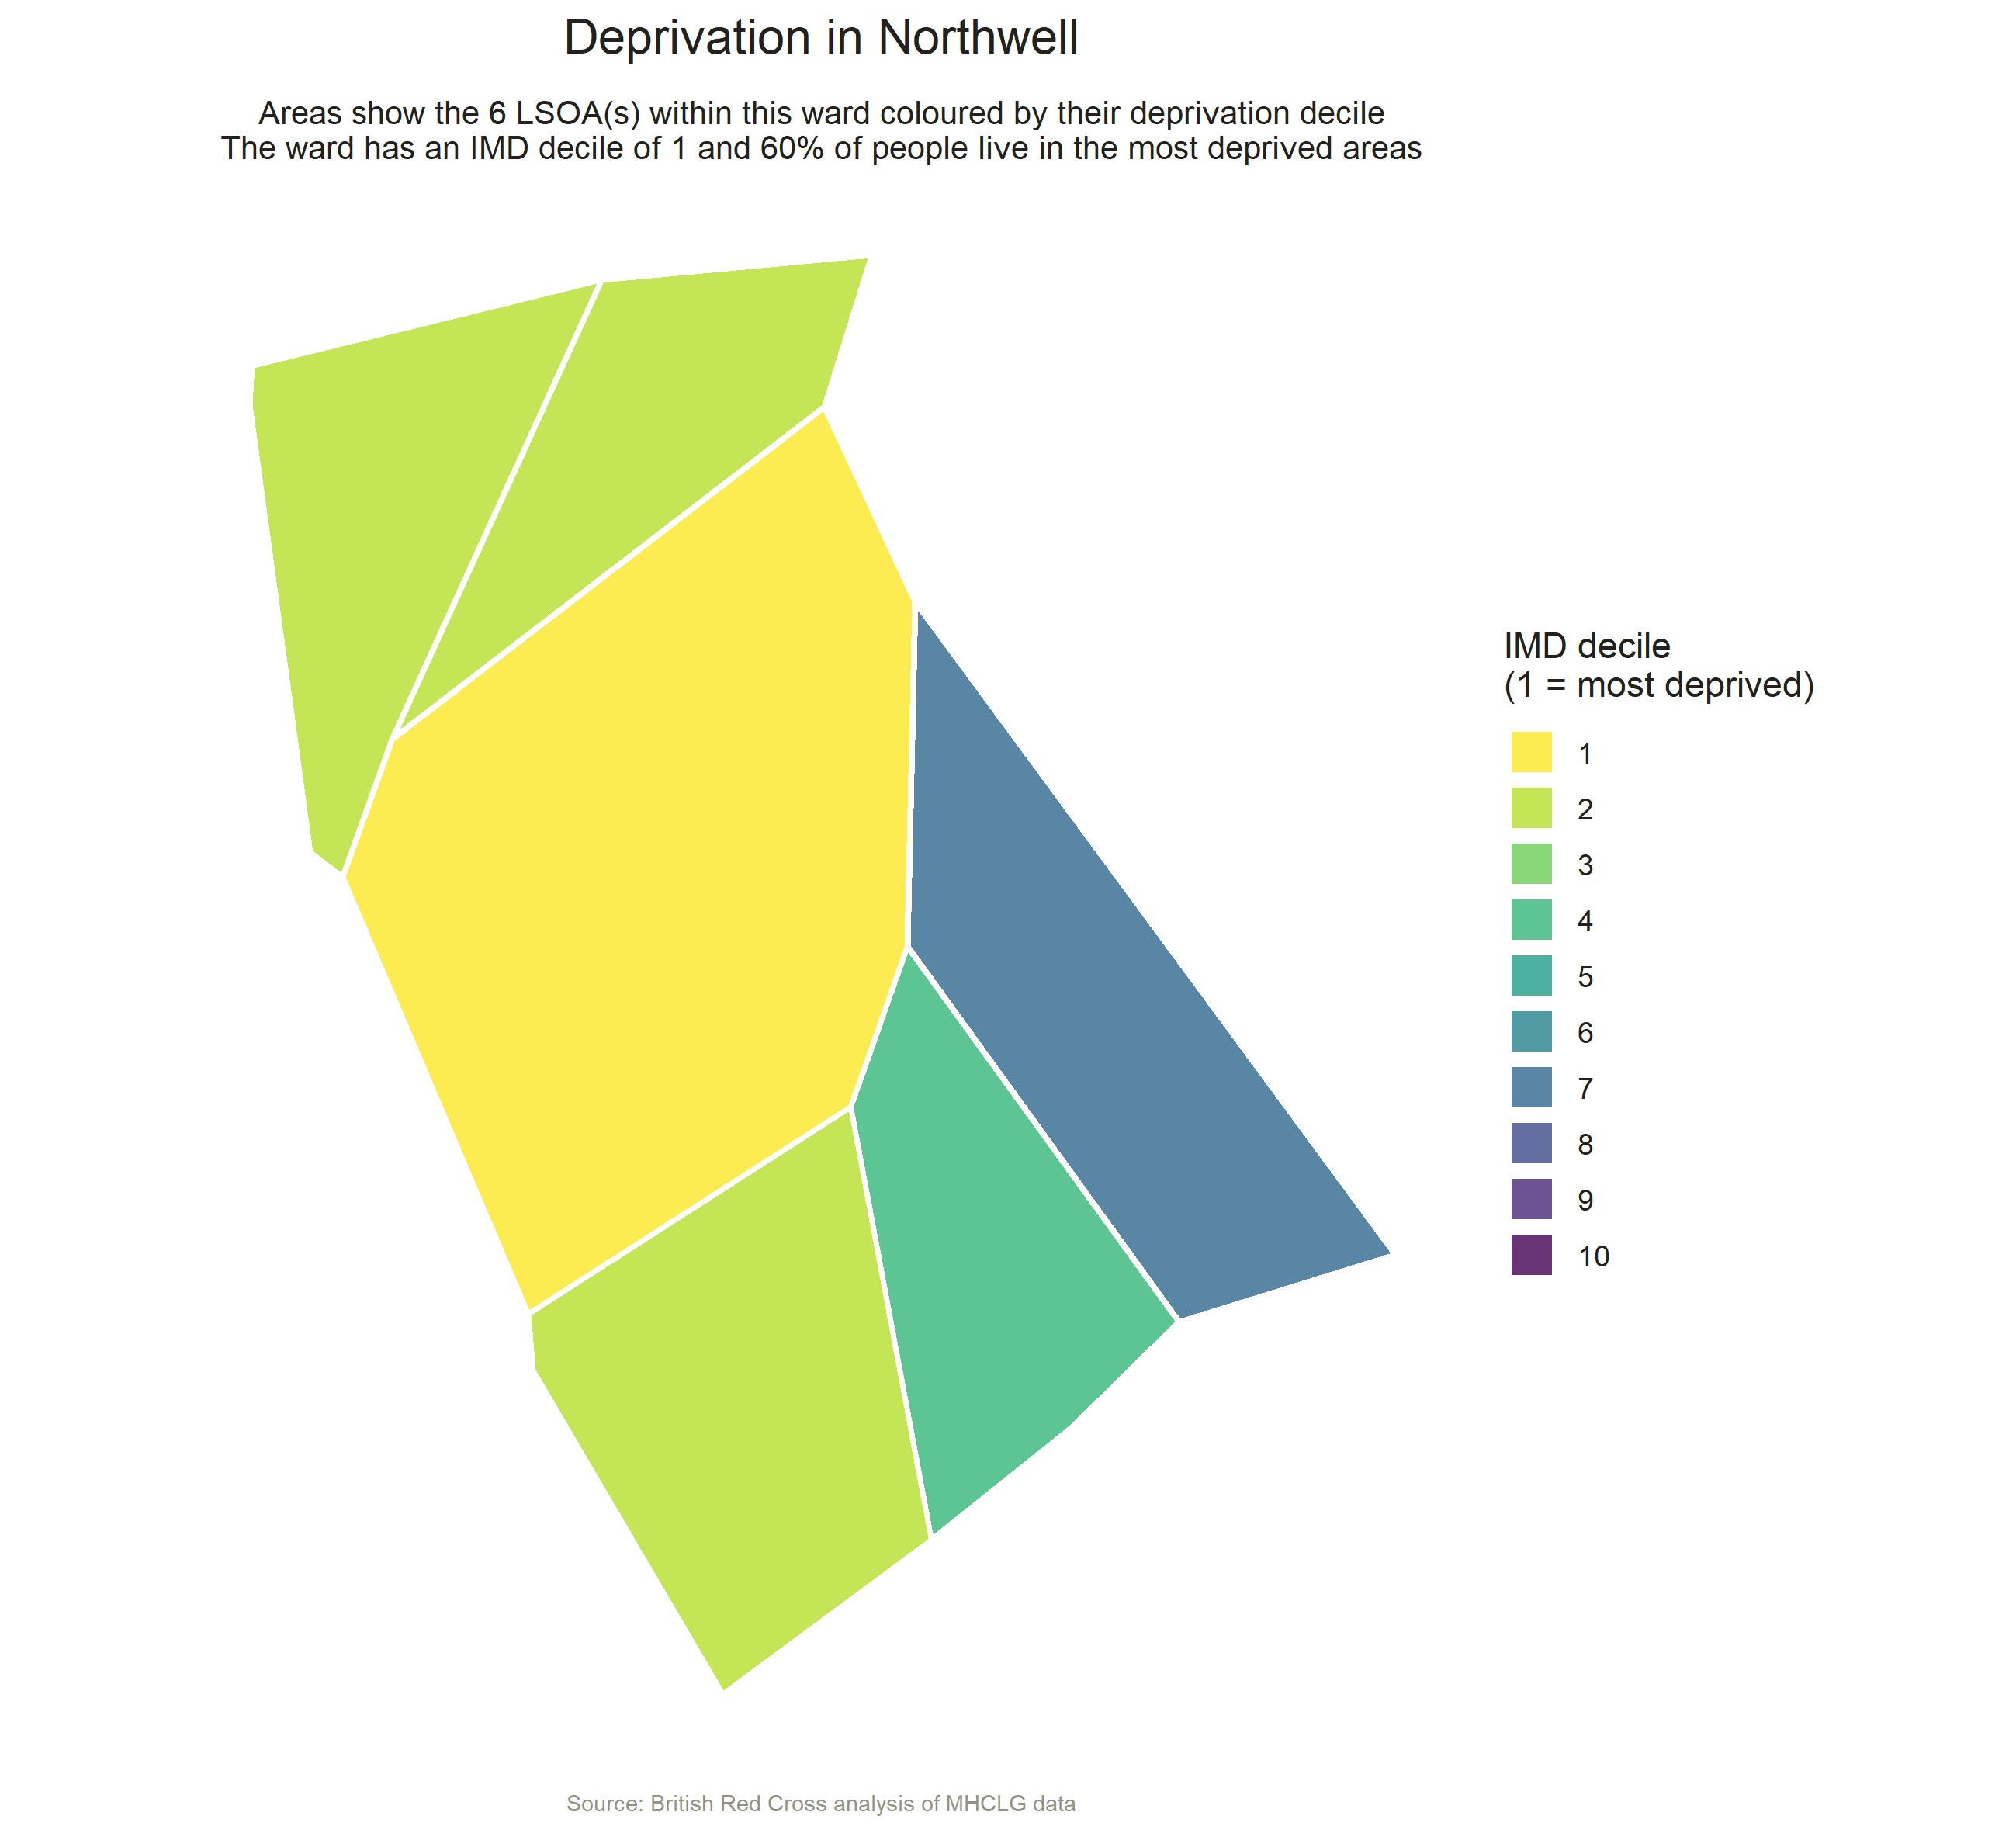 Deprivation in Northwell
Areas show the 6 LSOA(s) within this ward coloured by their deprivation decile
The ward has an IMD decile of 1 and 60% of people live in the most deprived areas
IMD decile
(1 = most deprived)
1
2
3
4
5
6
7
8
9
10
Source: British Red Cross analysis of MHCLG data